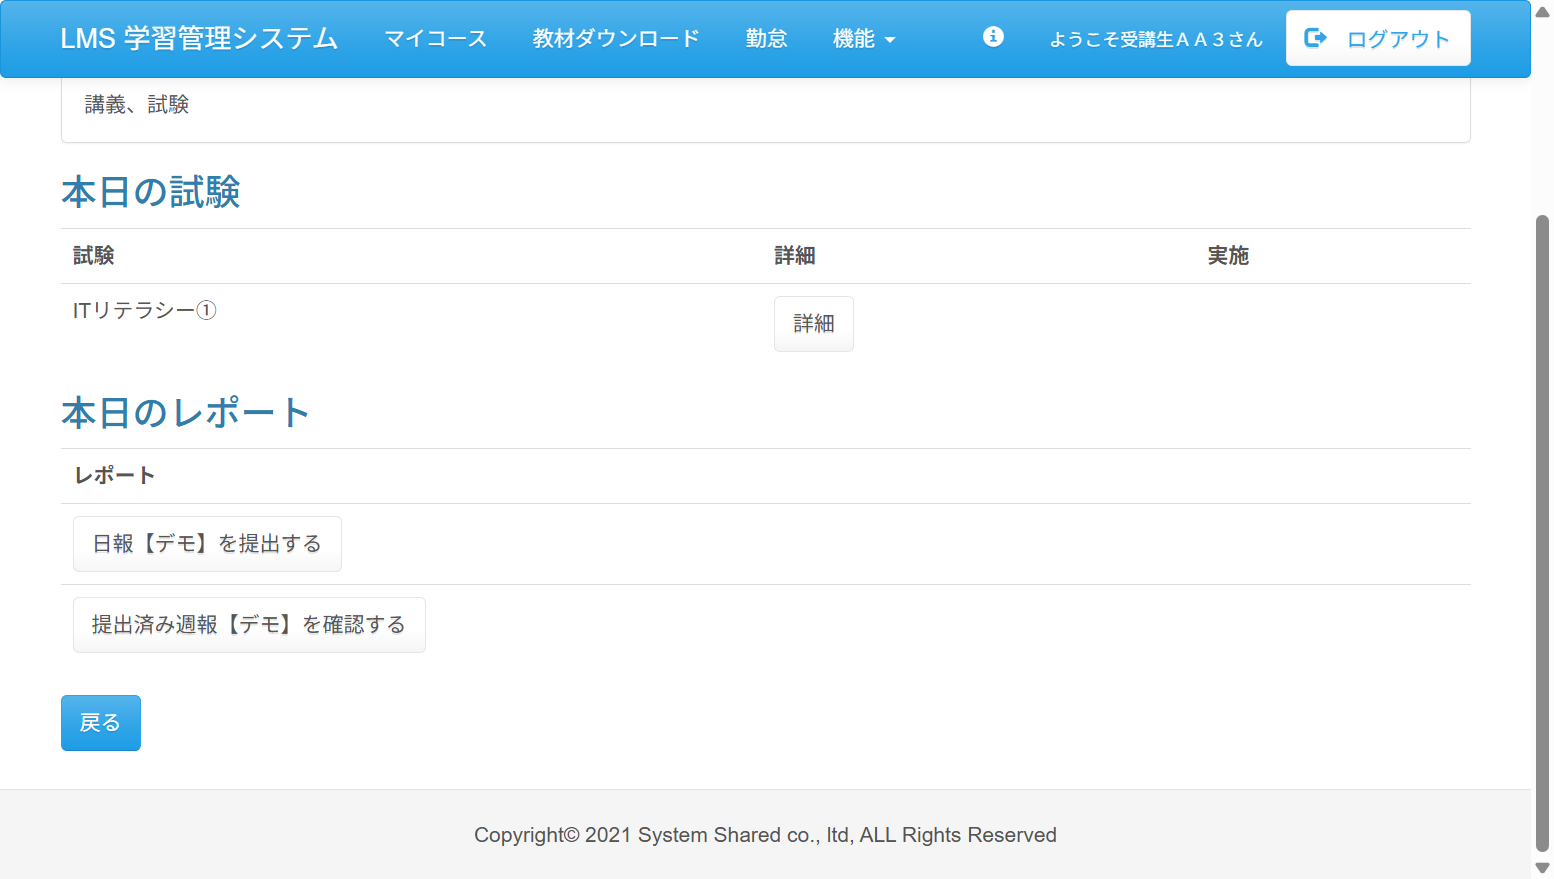 LMS 学習管理システム マイコース 教材ダウンロード 勤怠 機能 ようこそ受講生ＡＡ３さん ログアウト
講義、試験
本日の試験
試験 詳細 実施
ITリテラシー① 詳細
本日のレポート
レポート
日報【デモ】を提出する
提出済み週報【デモ】を確認する
戻る
Copyright© 2021 System Shared co., ltd, ALL Rights Reserved